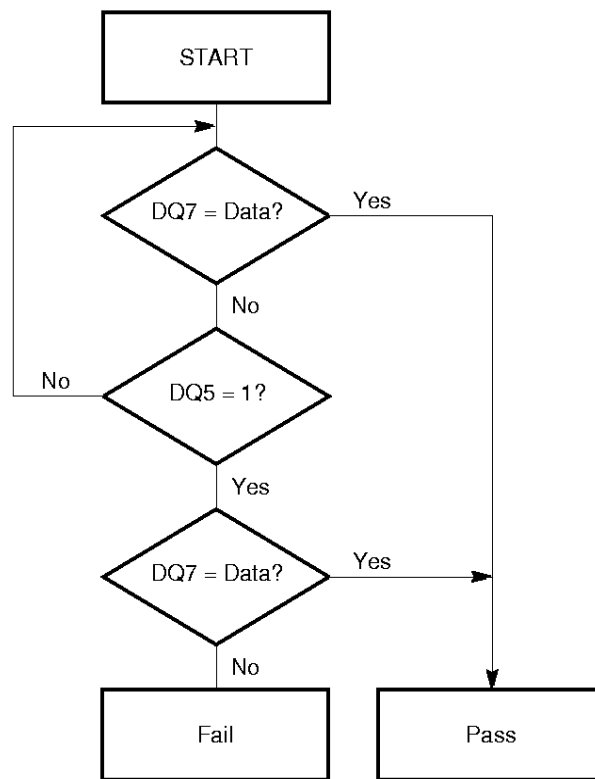 START
DQ7 = Data?
Yes
No
No
DQ5 = 1?
Yes
DQ7 = Data?
Yes
No
Fail
Pass